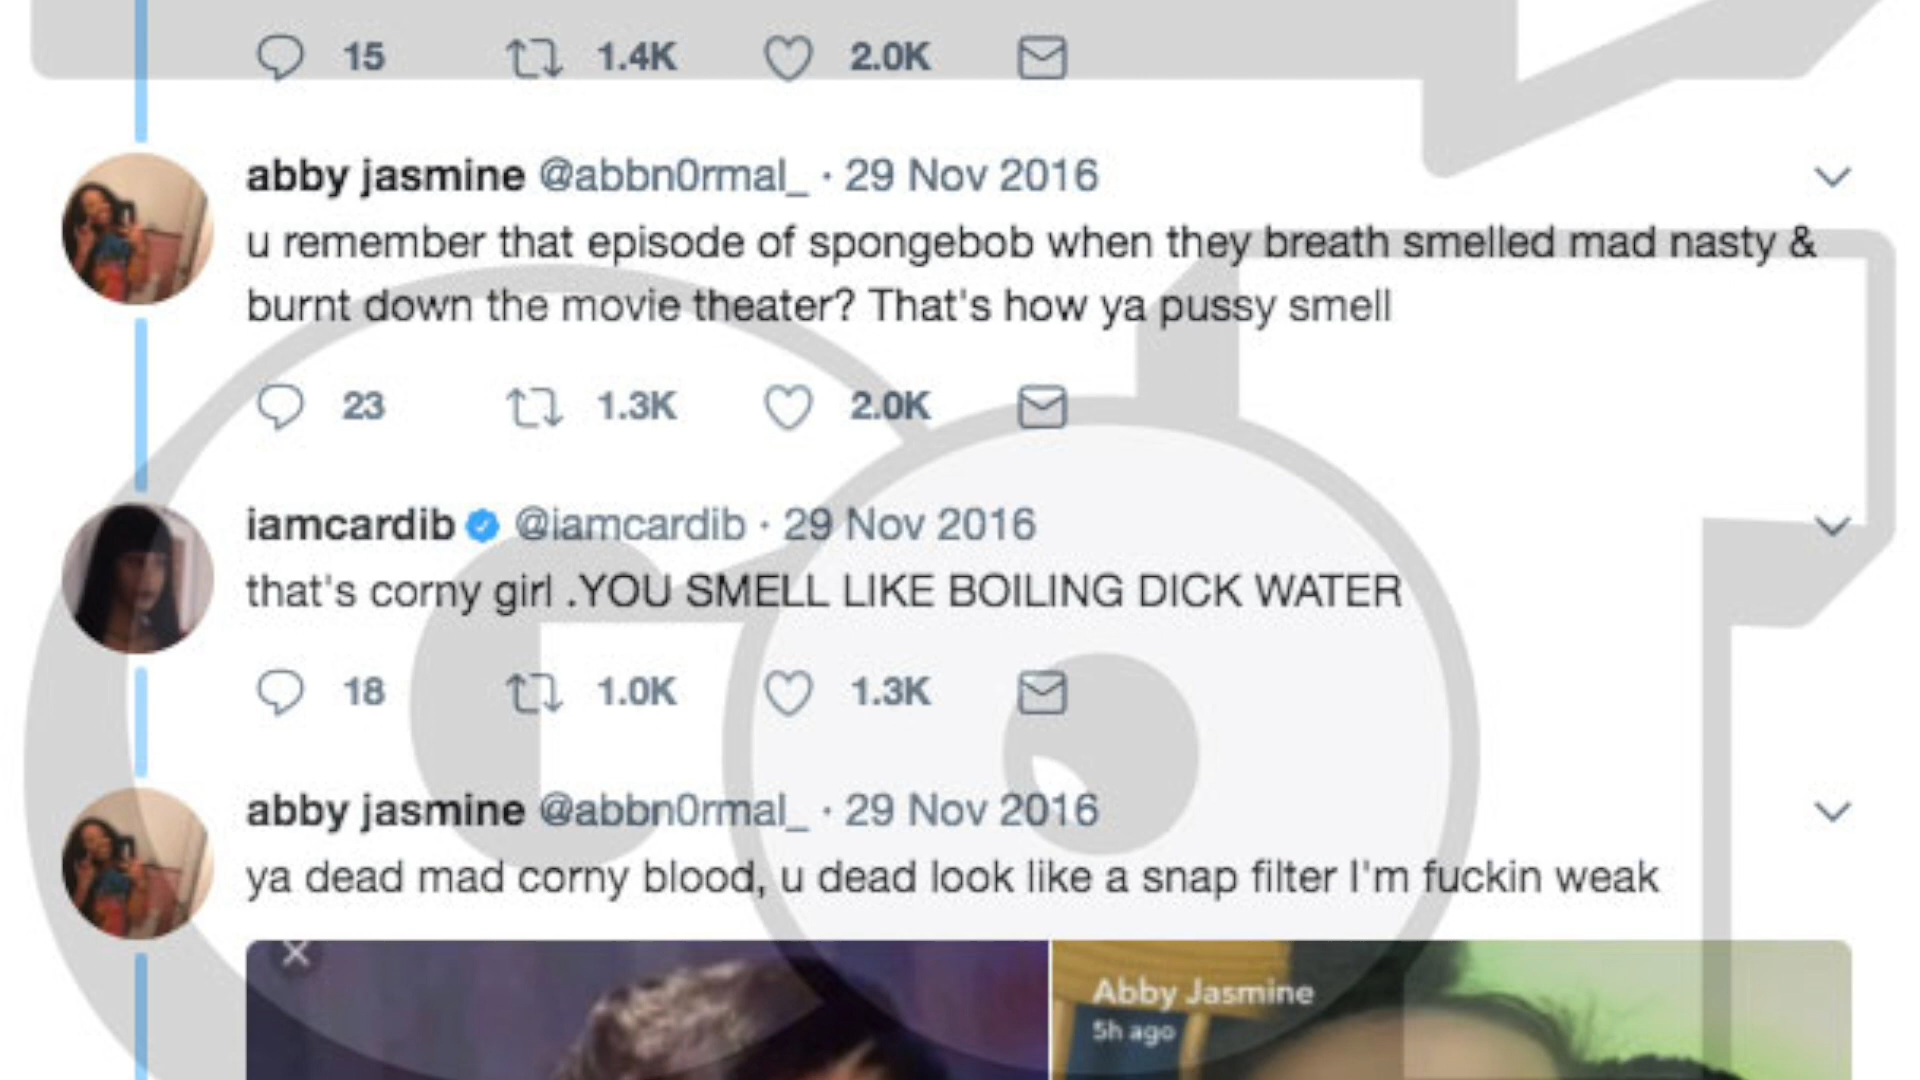 15 1.4K 2.0K
abby jasmine @abbn0rmal_ · 29 Nov 2016
u remember that episode of spongebob when they breath smelled mad nasty &
burnt down the movie theater? That's how ya pussy smell
23 1.3K 2.0K
iamcardib @iamcardib · 29 Nov 2016
that's corny girl .YOU SMELL LIKE BOILING DICK WATER
18 1.0K 1.3K
abby jasmine @abbn0rmal_ · 29 Nov 2016
ya dead mad corny blood, u dead look like a snap filter I'm fuckin weak
Abby Jasmine
5h ago